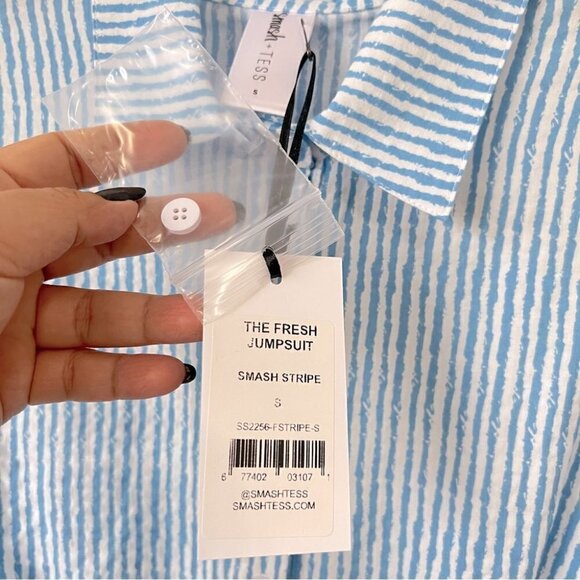 smash + TESS
S
THE FRESH
JUMPSUIT
SMASH STRIPE
S
SS2256-FSTRIPE-S
6 77402 03107 1
@SMASHTESS
SMASHTESS.COM